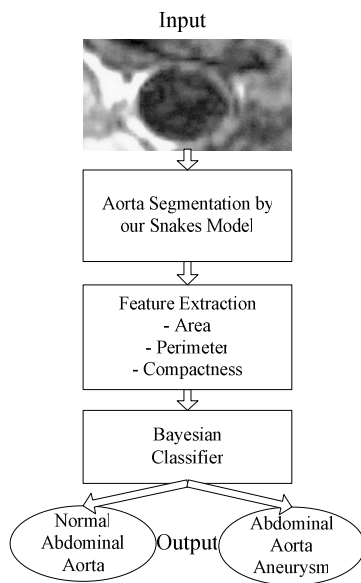 Input
Aorta Segmentation by
our Snakes Model
Feature Extraction
- Area
- Perimeter
- Compactness
Bayesian
Classifier
Normal
Abdominal
Aorta
Output
Abdominal
Aorta
Aneurysm